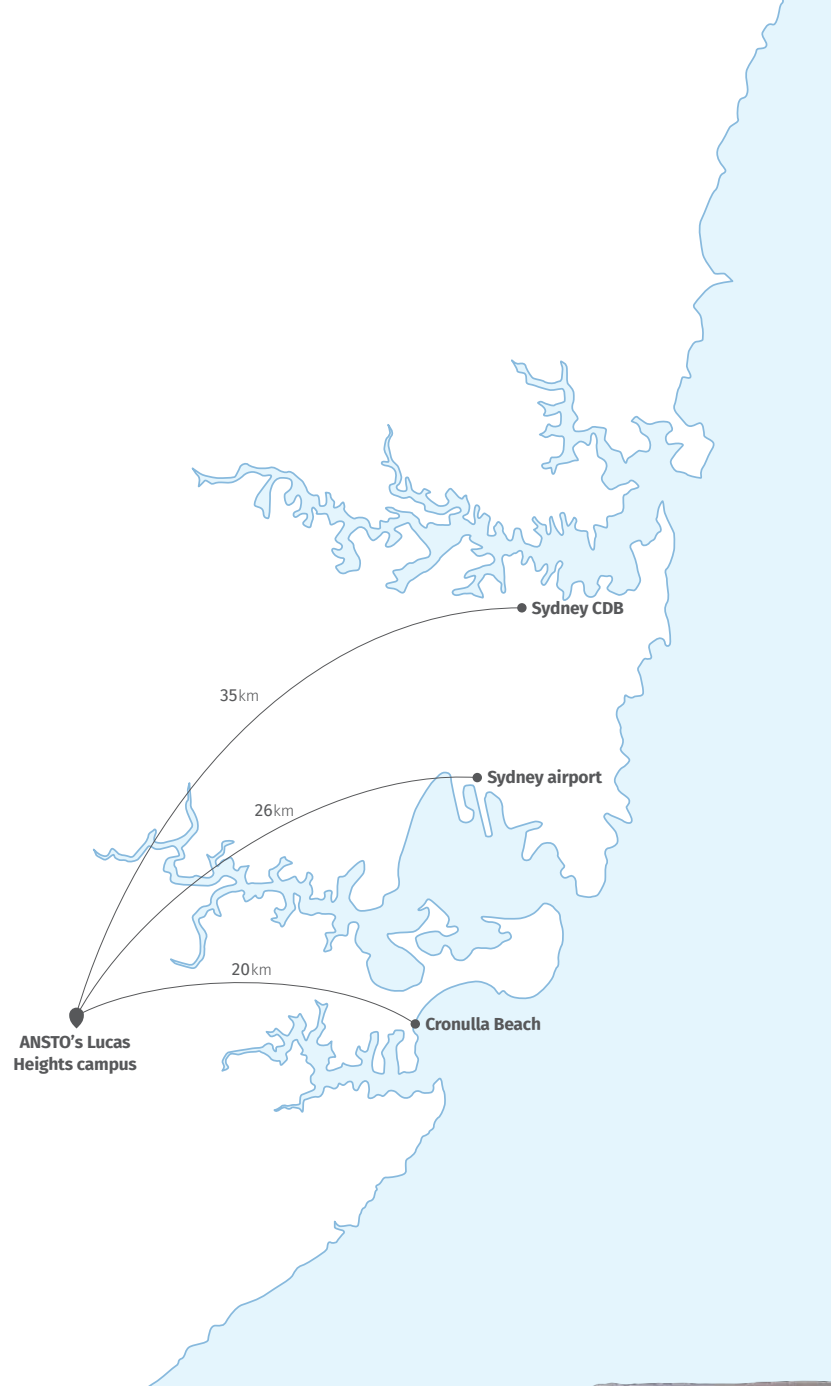 Sydney CDB
35km
Sydney airport
26km
20km
Cronulla Beach
ANSTO’s Lucas
Heights campus